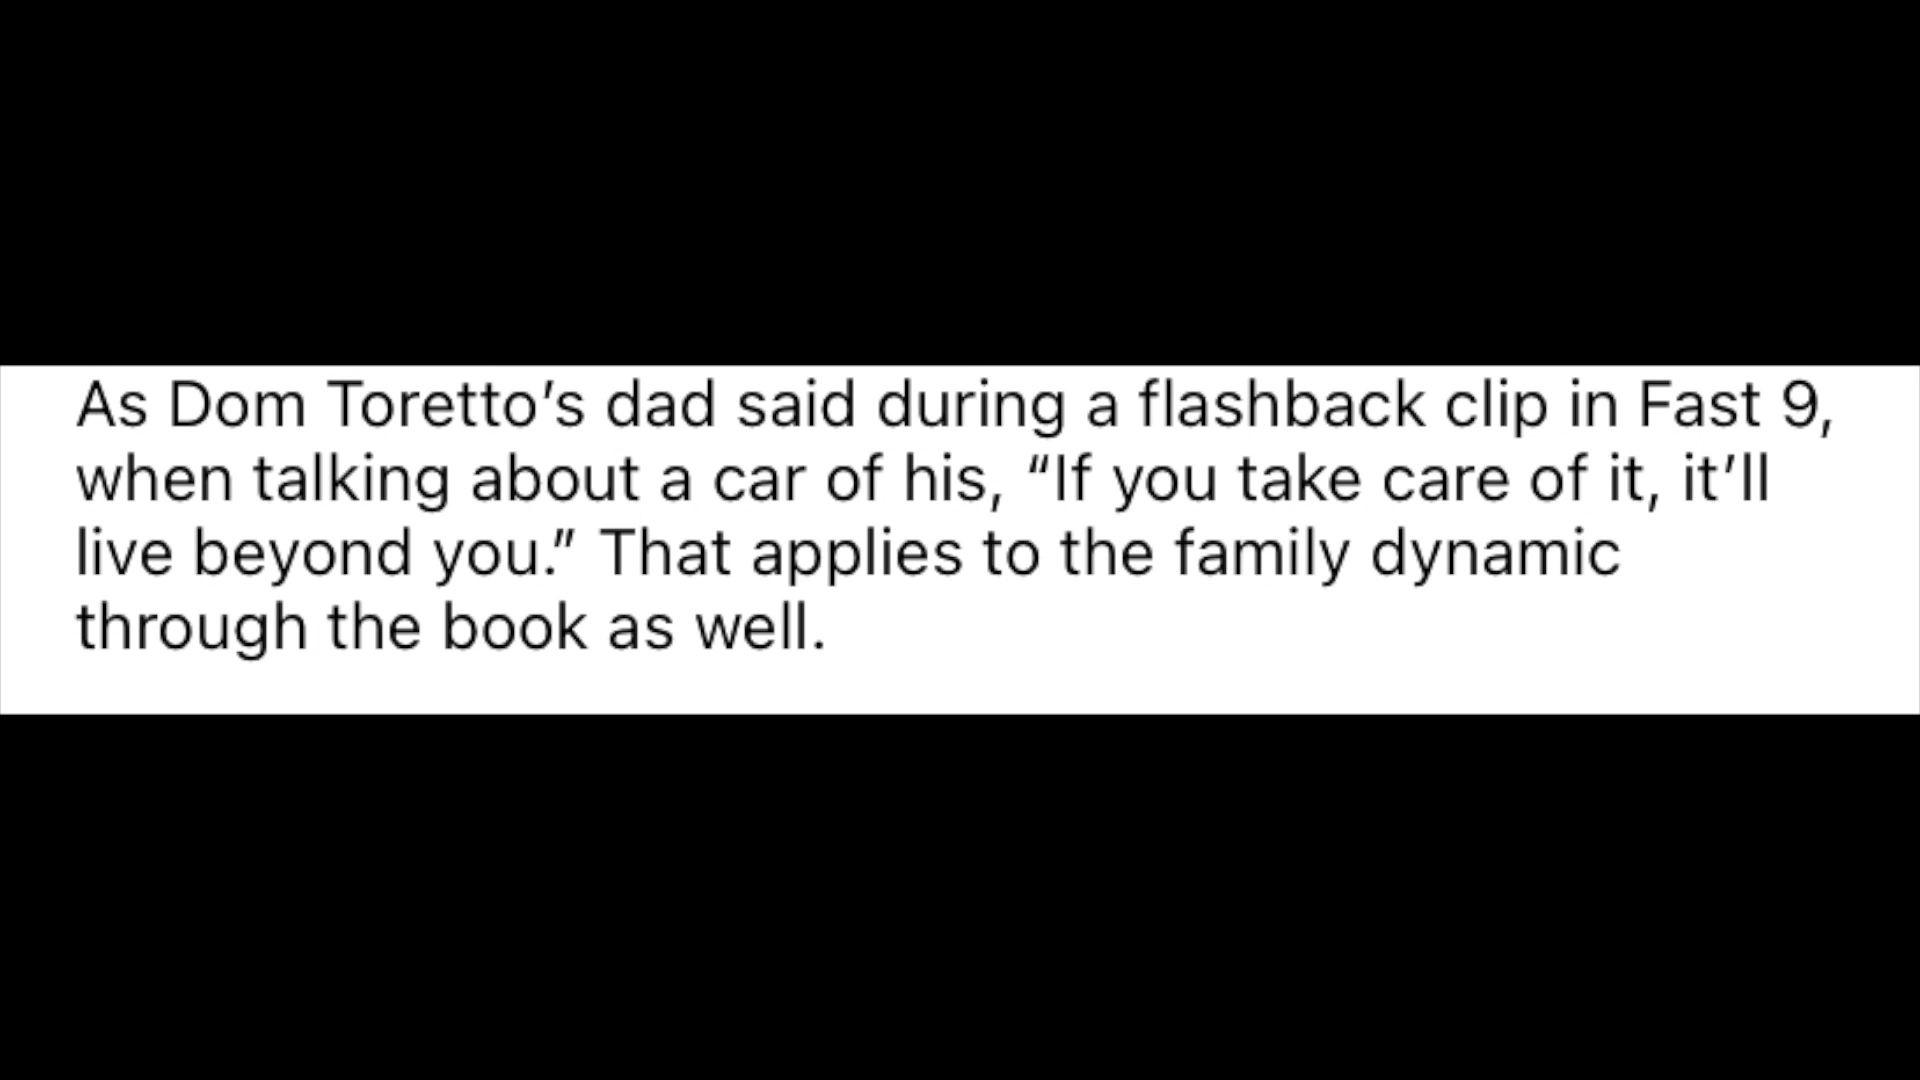 As Dom Toretto’s dad said during a flashback clip in Fast 9,
when talking about a car of his, “If you take care of it, it’ll
live beyond you.” That applies to the family dynamic
through the book as well.